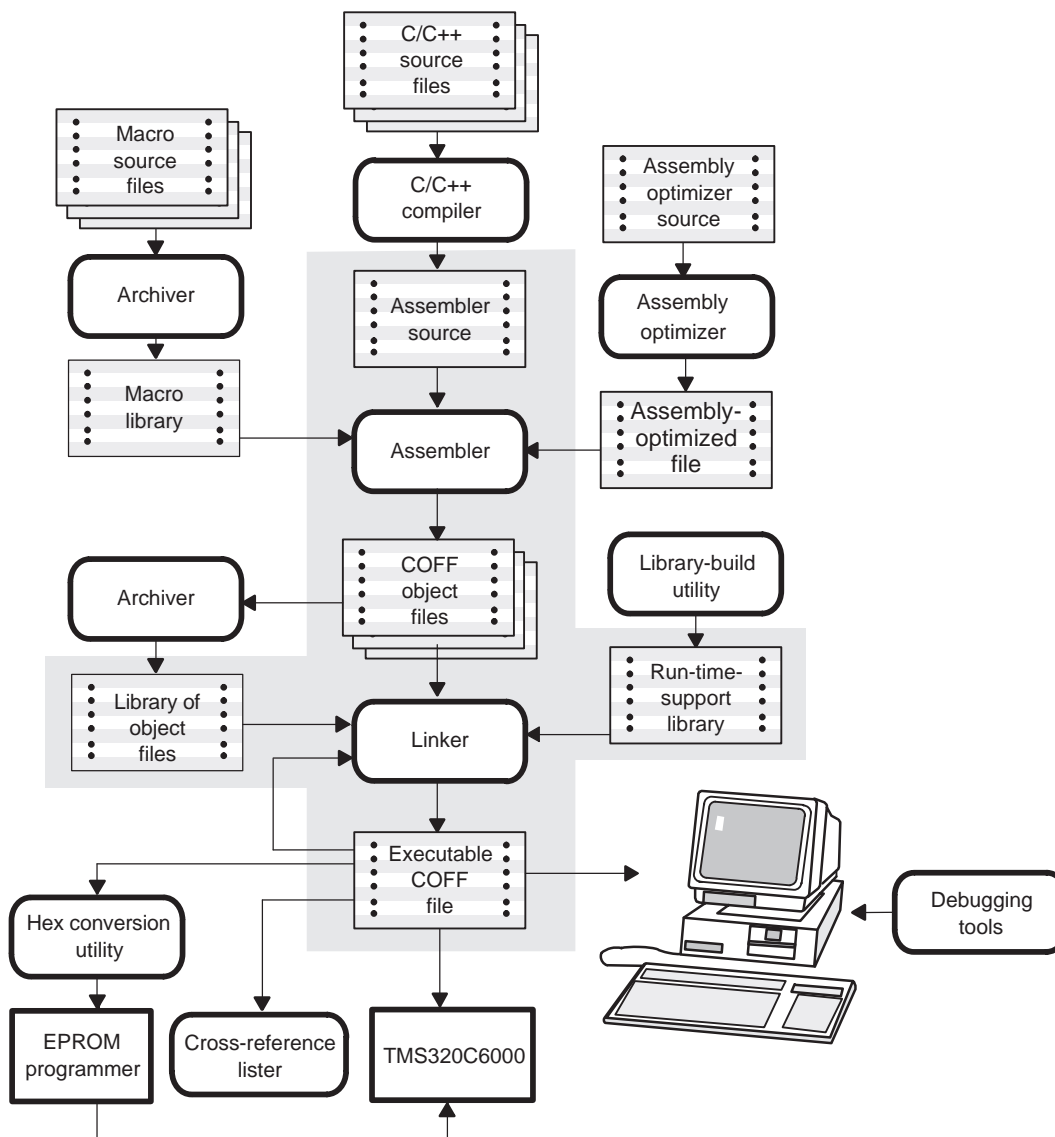 C/C++
source
files
Macro
source
files
C/C++
compiler
Assembly
optimizer
source
Archiver
Assembler
source
Assembly
optimizer
Macro
library
Assembler
Assembly-
optimized
file
Archiver
COFF
object
files
Library-build
utility
Library of
object
files
Linker
Run-time-
support
library
Executable
COFF
file
Debugging
tools
Hex conversion
utility
EPROM
programmer
Cross-reference
lister
TMS320C6000